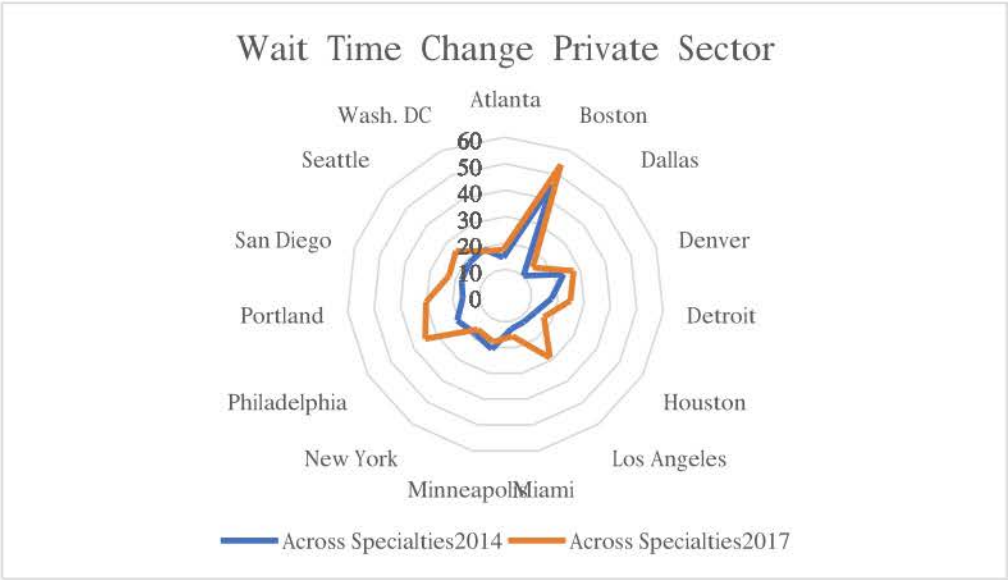 Wait Time Change Private Sector
Atlanta
Wash. DC
Boston
60
Seattle
Dallas
50
40
30
San Diego
Denver
20
10
0
Portland
Detroit
Philadelphia
Houston
New York
Los Angeles
Minneapolis
Miami
Across Specialties2014
Across Specialties2017